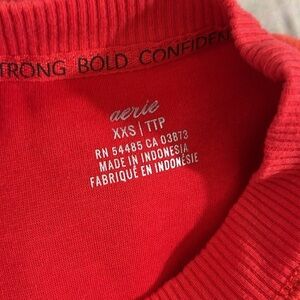 TRONG BOLD CONFIDEN
aerie
XXS | TTP
RN 54485 CA 03873
MADE IN INDONESIA
FABRIQUÉ EN INDONÉSIE